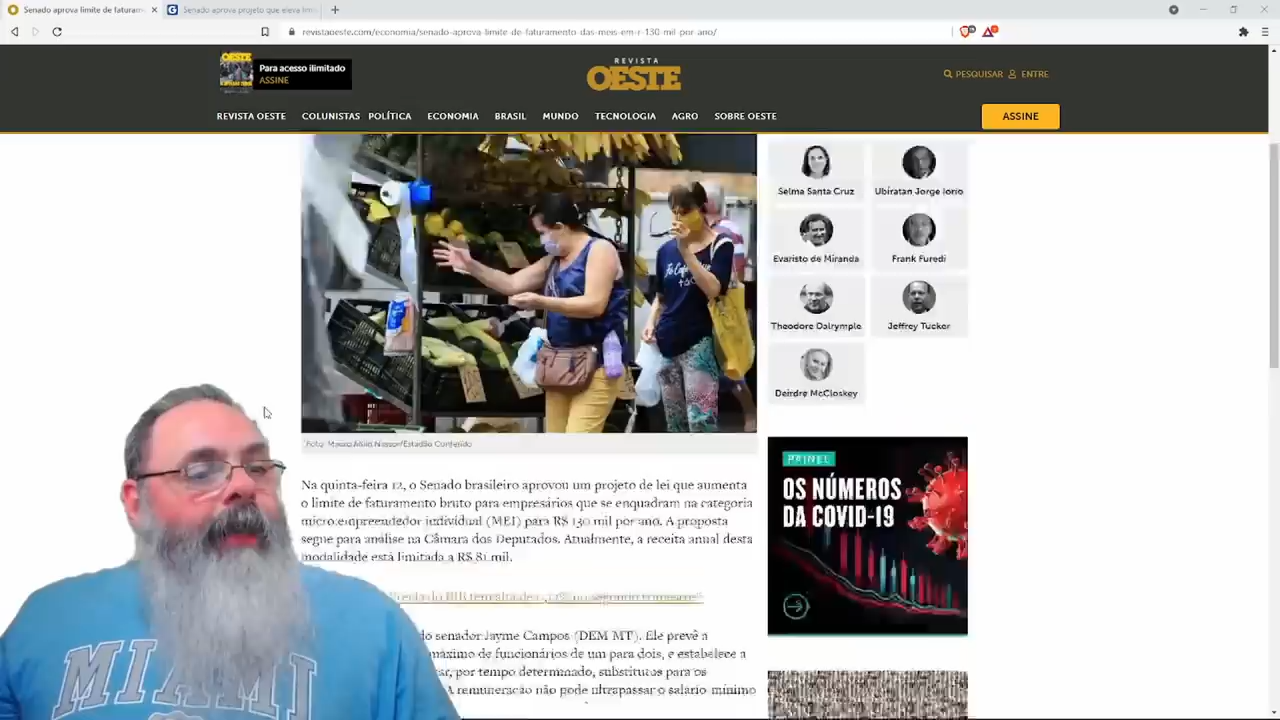 Senado aprova limite de faturam
Senado aprova projeto que eleva lim
revistaoeste.com/economia/senado-aprova-limite-de-faturamento-das-meis-em-r-130-mil-por-ano/
Para acesso ilimitado
ASSINE
REVISTA
OESTE
PESQUISAR
ENTRE
REVISTA OESTE
COLUNISTAS
POLÍTICA
ECONOMIA
BRASIL
MUNDO
TECNOLOGIA
AGRO
SOBRE OESTE
ASSINE
Selma Santa Cruz
Ubiratan Jorge Iorio
Evaristo de Miranda
Frank Furedi
Theodore Dalrymple
Jeffrey Tucker
Deirdre McCloskey
Na quinta-feira 12, o Senado brasileiro aprovou um projeto de lei que aumenta
o limite de faturamento bruto para empresários que se enquadram na categoria
microempreendedor individual (MEI) para R$ 130 mil por ano. A proposta
segue para análise na Câmara dos Deputados. Atualmente, a receita anual desta
modalidade está limitada a R$ 81 mil.
do senador Jayme Campos (DEM MT). Ele prevê a
máximo de funcionários de um para dois, e estabelece a
ar, por tempo determinado, substitutos para os
A remuneração não pode ultrapassar o salário mínimo
PAINEL
OS NÚMEROS
DA COVID-19
MIAMI